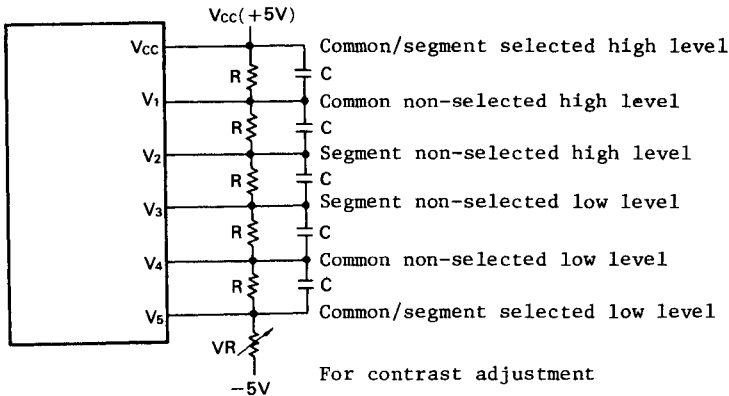 Vcc(+5V)
Vcc Common/segment selected high level
R C
V1 Common non-selected high level
R C
V2 Segment non-selected high level
R C
V3 Segment non-selected low level
R C
V4 Common non-selected low level
R C
V5 Common/segment selected low level
VR
For contrast adjustment
−5V